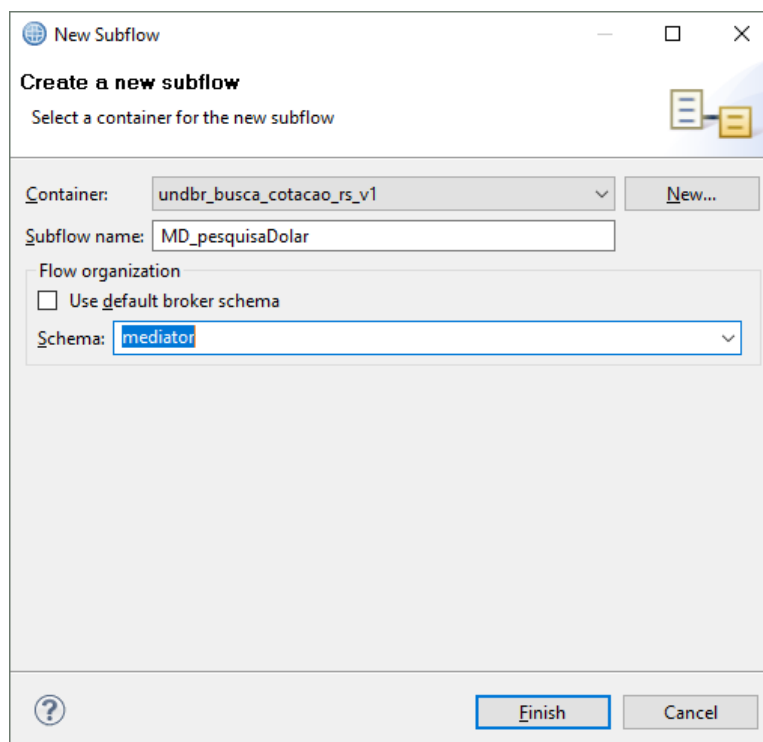 New Subflow
Create a new subflow
Select a container for the new subflow
Container: undbr_busca_cotacao_rs_v1 New...
Subflow name: MD_pesquisaDolar
Flow organization
Use default broker schema
Schema: mediator
? Finish Cancel